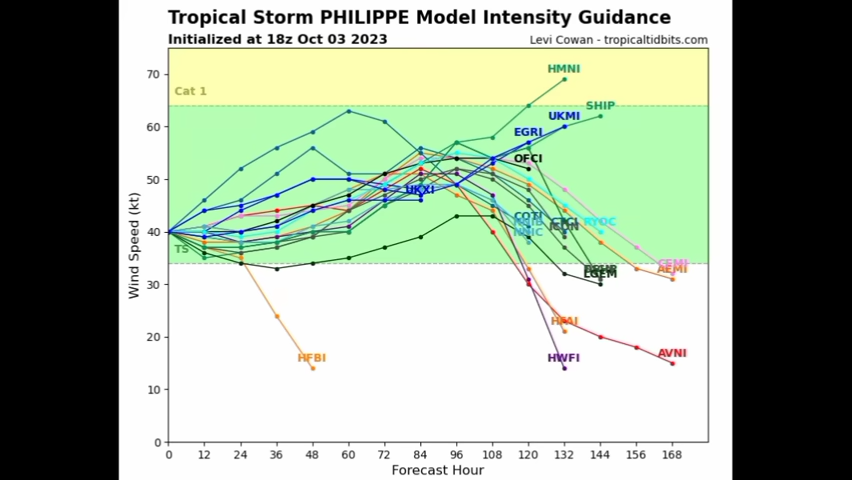 Tropical Storm PHILIPPE Model Intensity Guidance
Initialized at 18z Oct 03 2023
Levi Cowan - tropicaltidbits.com
HMNI
70
Cat 1
SHIP
UKMI
60
EGRI
OFCI
50
UKXI
COTI
RYOC
NNIC
40
TS
CEMI
AEMI
LGEM
30
HFAI
20
AVNI
HFBI
HWFI
10
0
Wind Speed (kt)
0 12 24 36 48 60 72 84 96 108 120 132 144 156 168
Forecast Hour